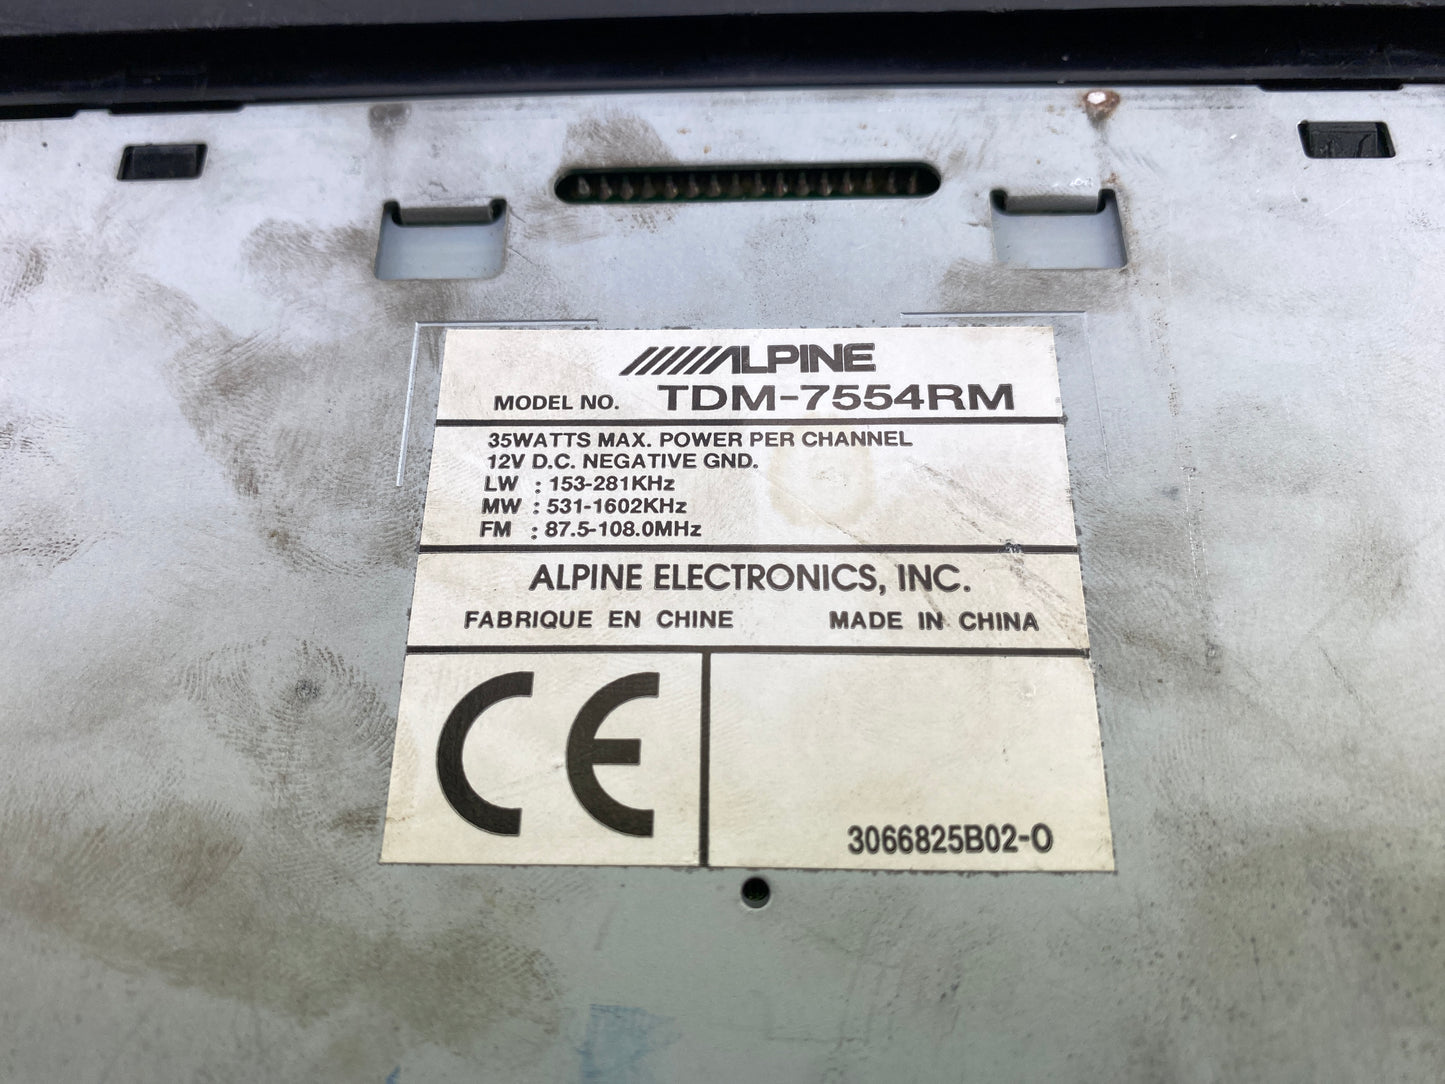 ALPINE
MODEL NO. TDM-7554RM
35WATTS MAX. POWER PER CHANNEL
12V D.C. NEGATIVE GND.
LW : 153-281KHz
MW : 531-1602KHz
FM : 87.5-108.0MHz
ALPINE ELECTRONICS, INC.
FABRIQUE EN CHINE MADE IN CHINA
CE
3066825B02-O